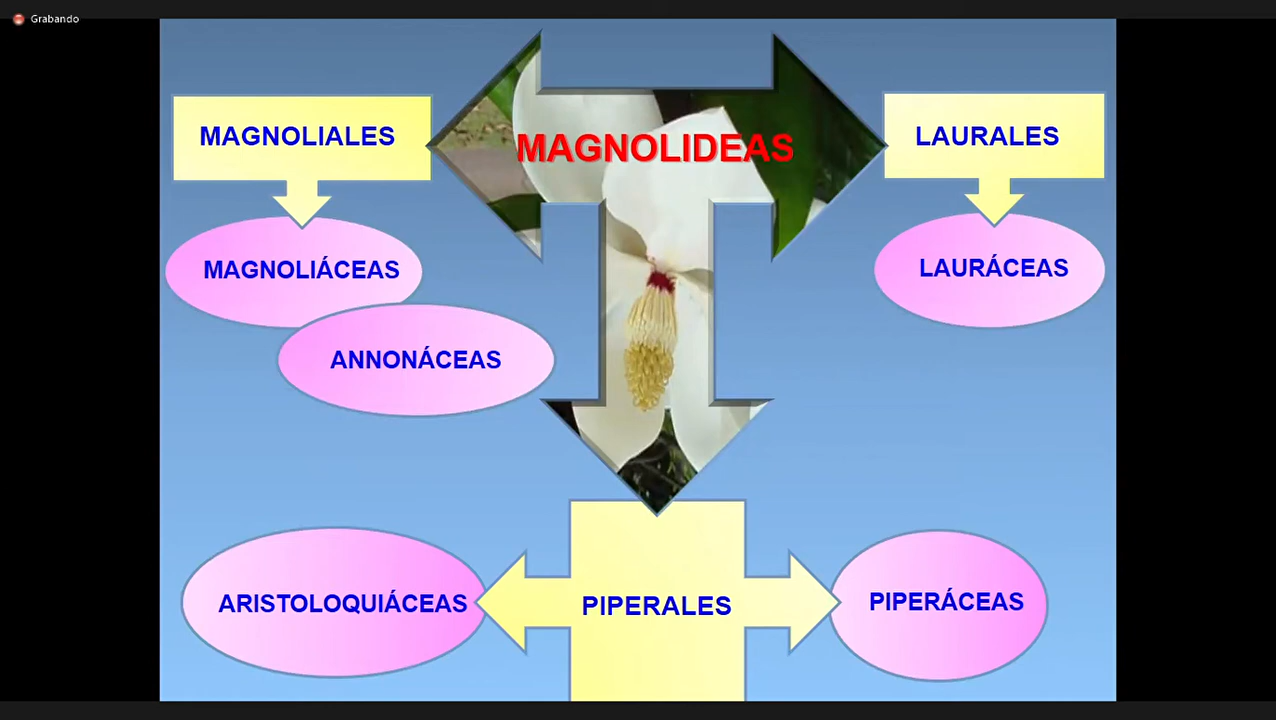 Grabando
MAGNOLIDEAS
MAGNOLIALES
LAURALES
MAGNOLIÁCEAS
LAURÁCEAS
ANNONÁCEAS
ARISTOLOQUIÁCEAS
PIPERALES
PIPERÁCEAS